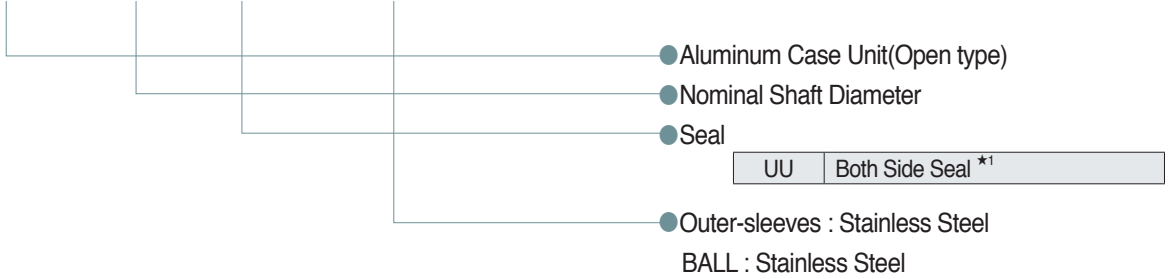 Aluminum Case Unit(Open type)
Nominal Shaft Diameter
Seal
UU Both Side Seal ★1
Outer-sleeves : Stainless Steel
BALL : Stainless Steel